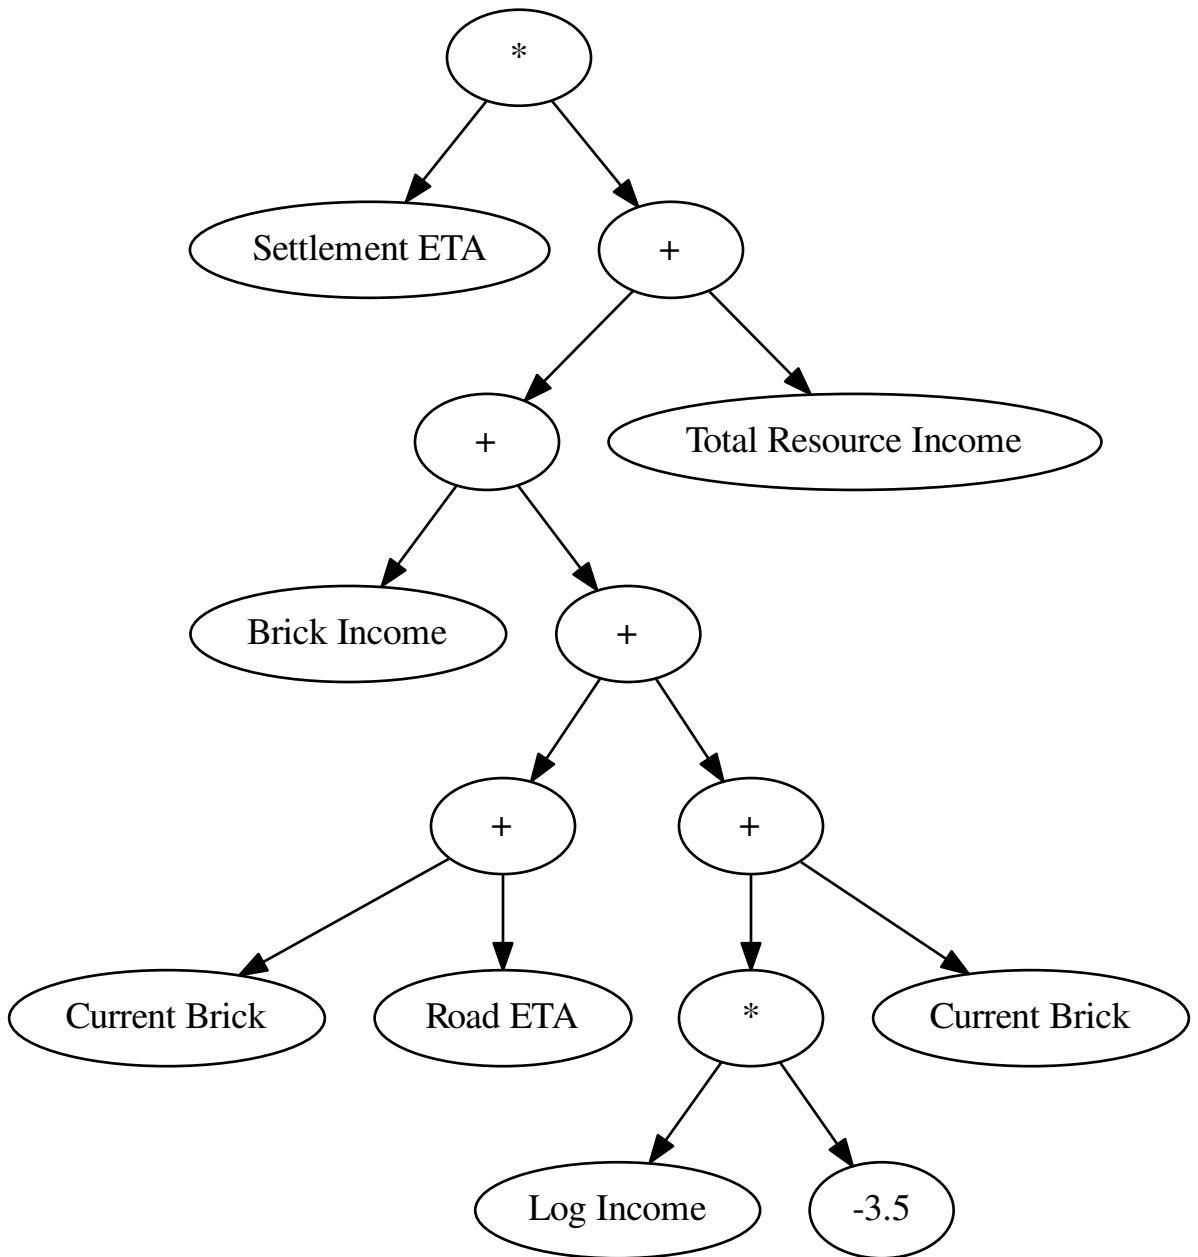 *
Settlement ETA
+
+
Total Resource Income
Brick Income
+
+
+
Current Brick
Road ETA
*
Current Brick
Log Income
-3.5